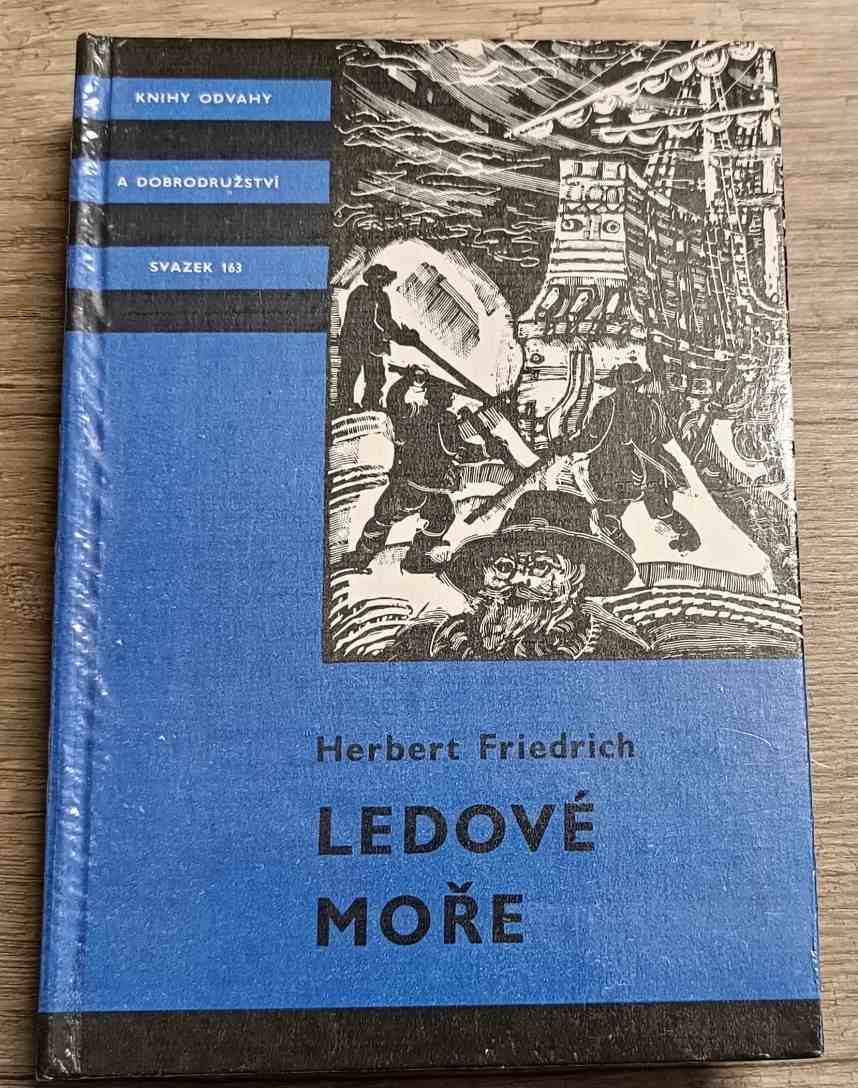 KNIHY ODVAHY
A DOBRODRUŽSTVÍ
SVAZEK 163
Herbert Friedrich
LEDOVÉ
MOŘE